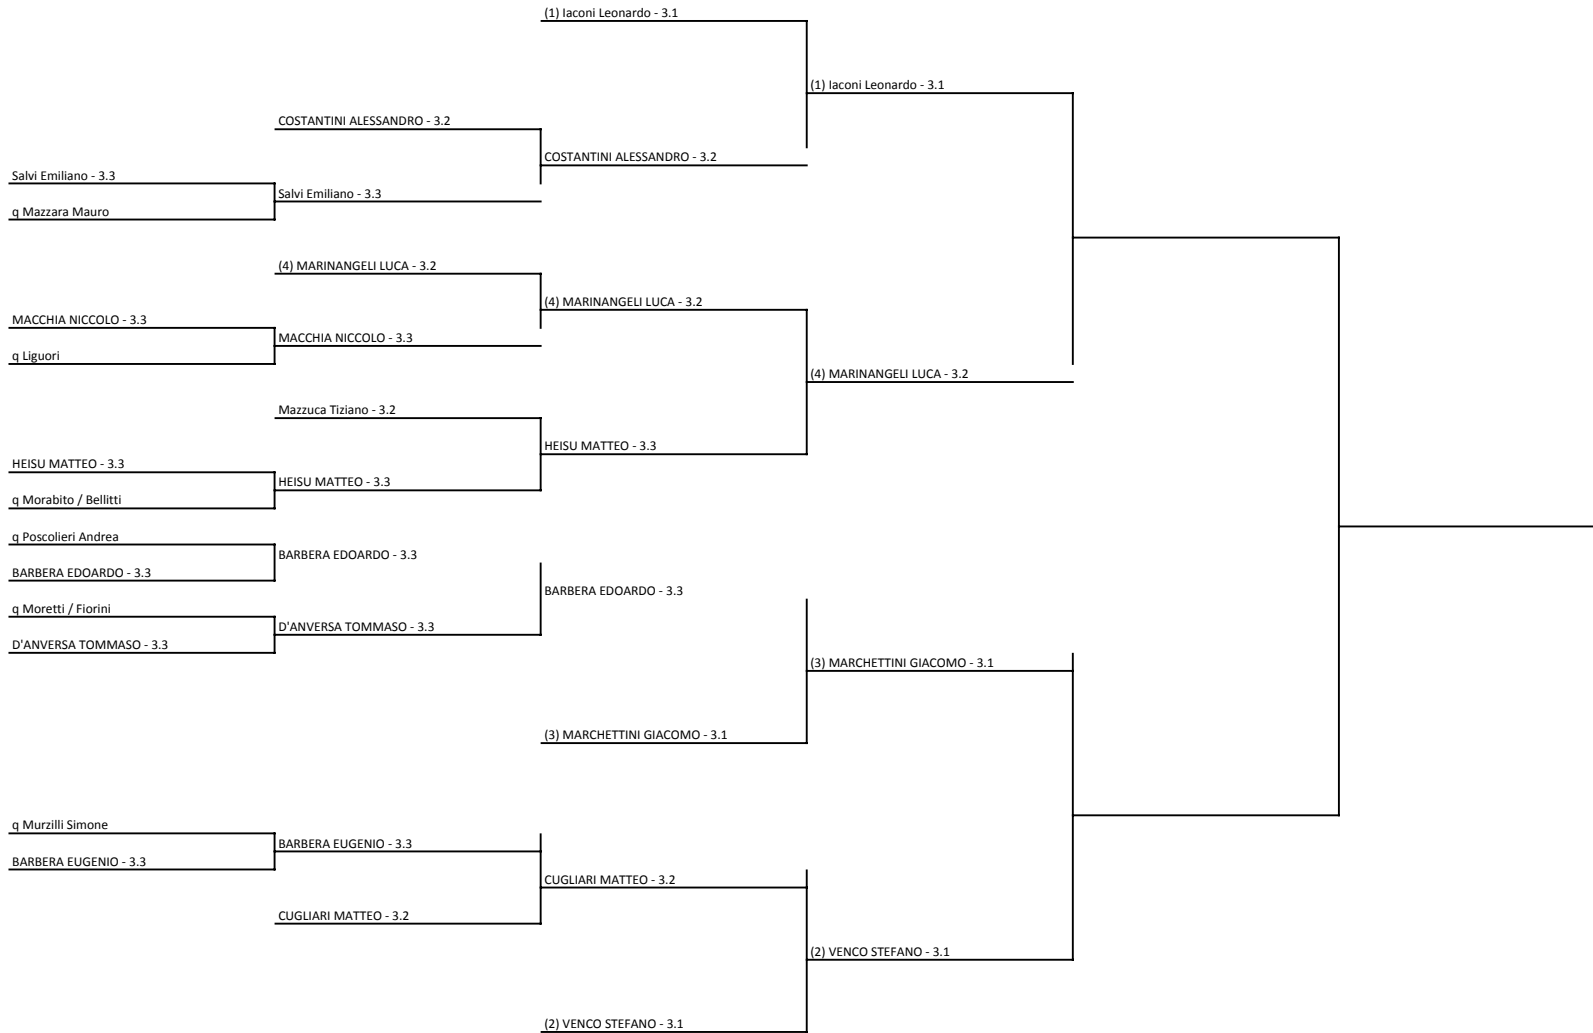 (1) Iaconi Leonardo - 3.1
(1) Iaconi Leonardo - 3.1
COSTANTINI ALESSANDRO - 3.2
COSTANTINI ALESSANDRO - 3.2
Salvi Emiliano - 3.3
Salvi Emiliano - 3.3
q Mazzara Mauro
(4) MARINANGELI LUCA - 3.2
(4) MARINANGELI LUCA - 3.2
MACCHIA NICCOLO - 3.3
MACCHIA NICCOLO - 3.3
q Liguori
(4) MARINANGELI LUCA - 3.2
Mazzuca Tiziano - 3.2
HEISU MATTEO - 3.3
HEISU MATTEO - 3.3
HEISU MATTEO - 3.3
q Morabito / Bellitti
q Poscolieri Andrea
BARBERA EDOARDO - 3.3
BARBERA EDOARDO - 3.3
BARBERA EDOARDO - 3.3
q Moretti / Fiorini
D'ANVERSA TOMMASO - 3.3
D'ANVERSA TOMMASO - 3.3
(3) MARCHETTINI GIACOMO - 3.1
(3) MARCHETTINI GIACOMO - 3.1
q Murzilli Simone
BARBERA EUGENIO - 3.3
BARBERA EUGENIO - 3.3
CUGLIARI MATTEO - 3.2
CUGLIARI MATTEO - 3.2
(2) VENCO STEFANO - 3.1
(2) VENCO STEFANO - 3.1